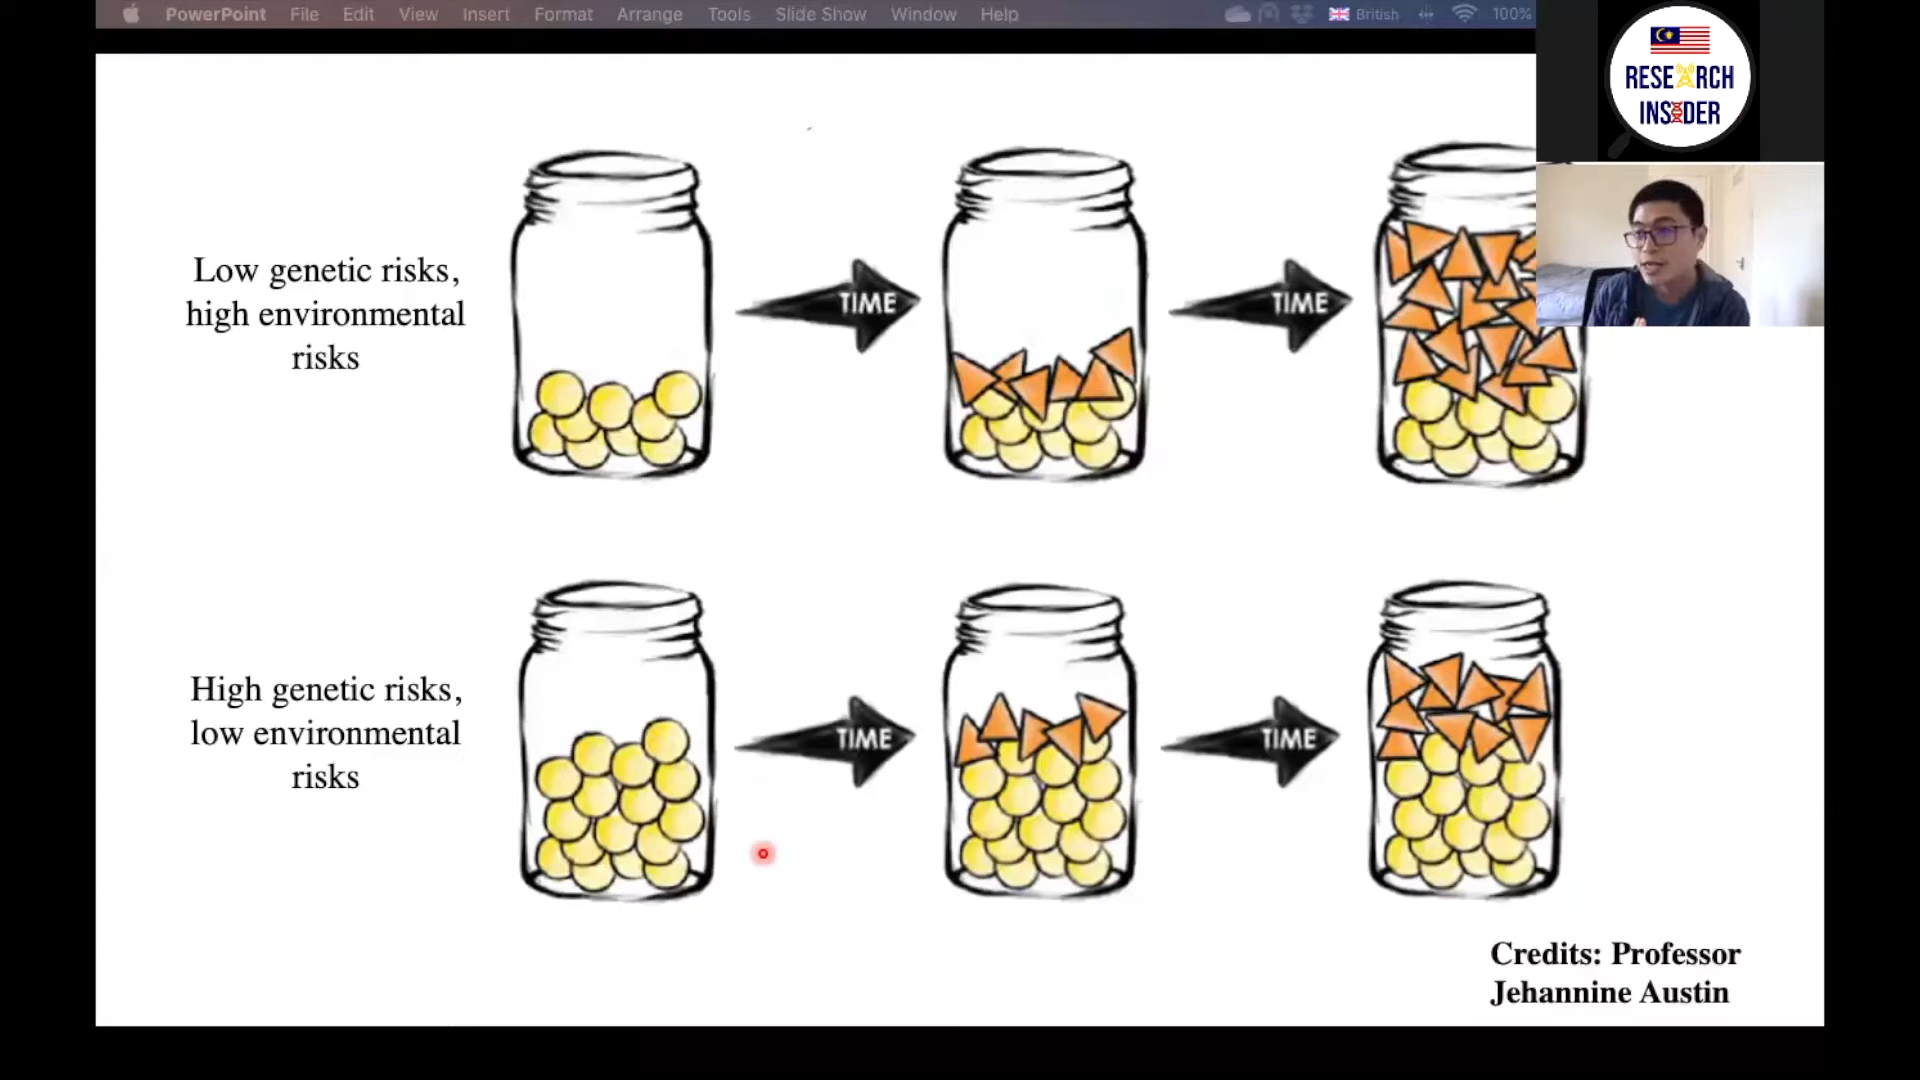 PowerPoint File Edit View Insert Format Arrange Tools Slide Show Window Help British 100%
RESEARCH
INSIDER
Low genetic risks,
high environmental
risks
TIME
TIME
High genetic risks,
low environmental
risks
TIME
TIME
Credits: Professor
Jehannine Austin